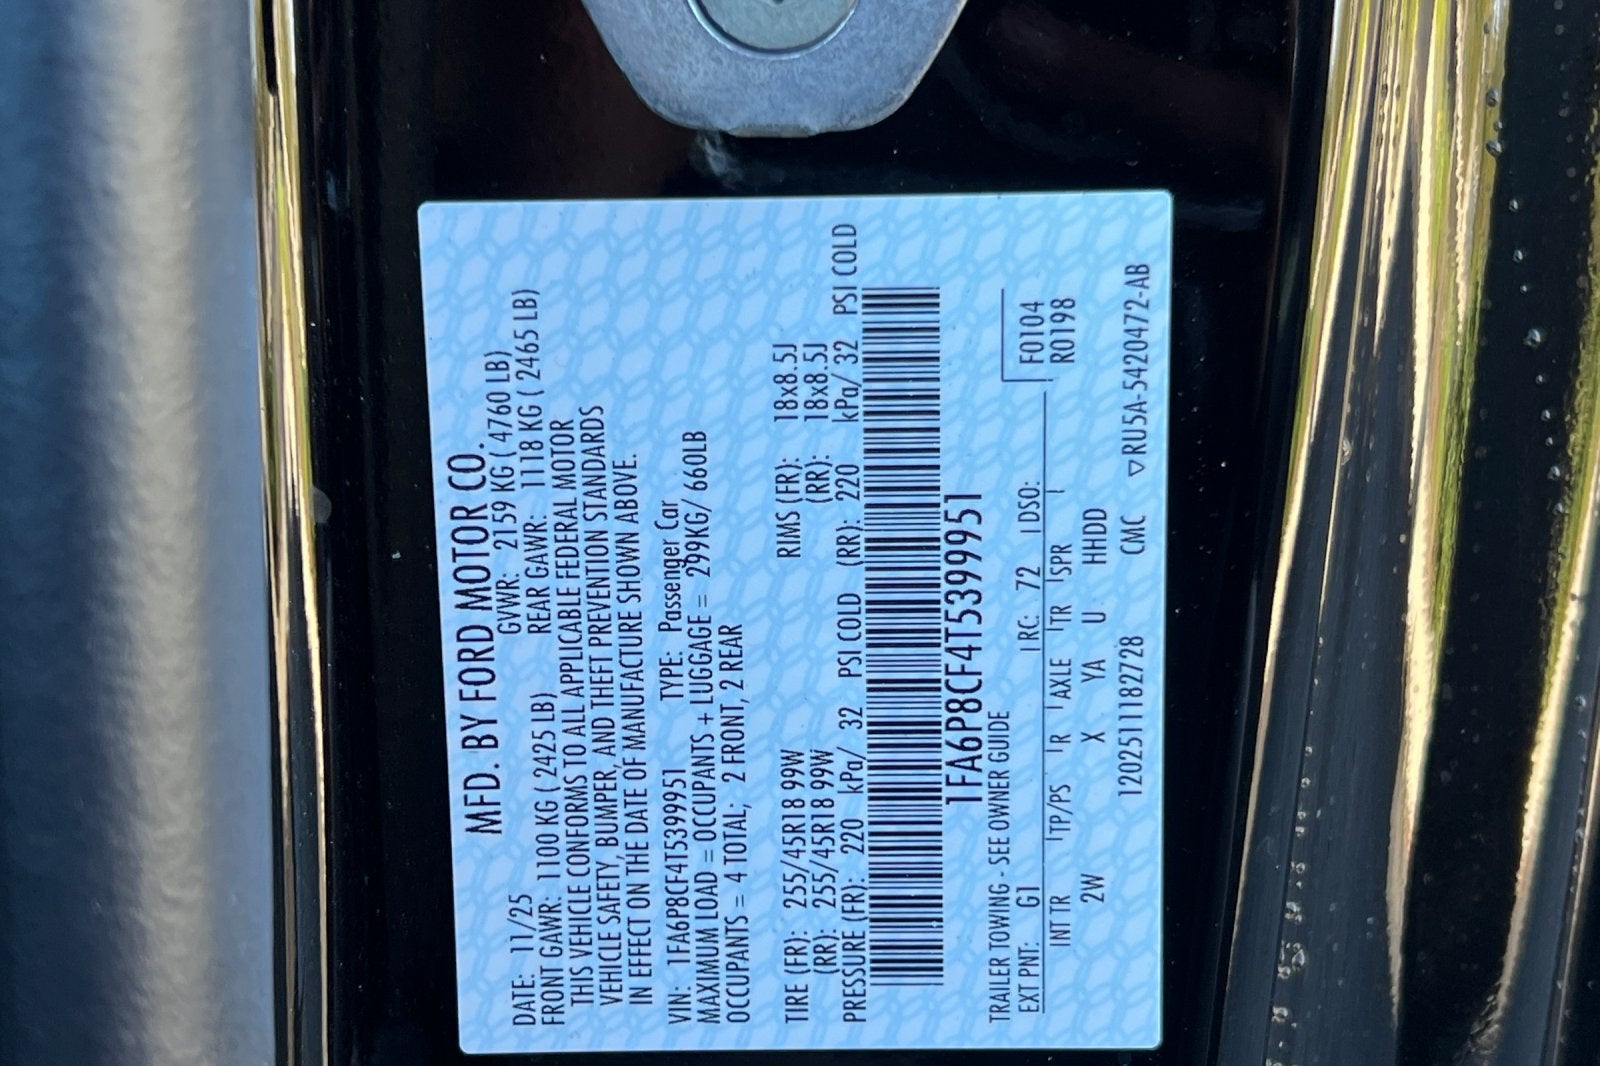 MFD. BY FORD MOTOR CO.
DATE: 11/25 GVWR: 2159 KG ( 4760 LB)
FRONT GAWR: 1100 KG ( 2425 LB) REAR GAWR: 1118 KG ( 2465 LB)
THIS VEHICLE CONFORMS TO ALL APPLICABLE FEDERAL MOTOR
VEHICLE SAFETY, BUMPER, AND THEFT PREVENTION STANDARDS
IN EFFECT ON THE DATE OF MANUFACTURE SHOWN ABOVE.
VIN: 1FA6P8CF4T5399951 TYPE: Passenger Car
MAXIMUM LOAD = OCCUPANTS + LUGGAGE = 299KG/ 660LB
OCCUPANTS = 4 TOTAL; 2 FRONT, 2 REAR
TIRE (FR): 255/45R18 99W RIMS (FR): 18x8.5J
(RR): 255/45R18 99W (RR): 18x8.5J
PRESSURE (FR): 220 kPa/ 32 PSI COLD (RR): 220 kPa/ 32 PSI COLD
1FA6P8CF4T5399951
TRAILER TOWING - SEE OWNER GUIDE
EXT PNT: G1 RC: 72 DSO: F0104
INT TR TP/PS R AXLE TR SPR R0198
2W X YA U HHDD
12025111182728 CMC ▽RU5A-5420472-AB